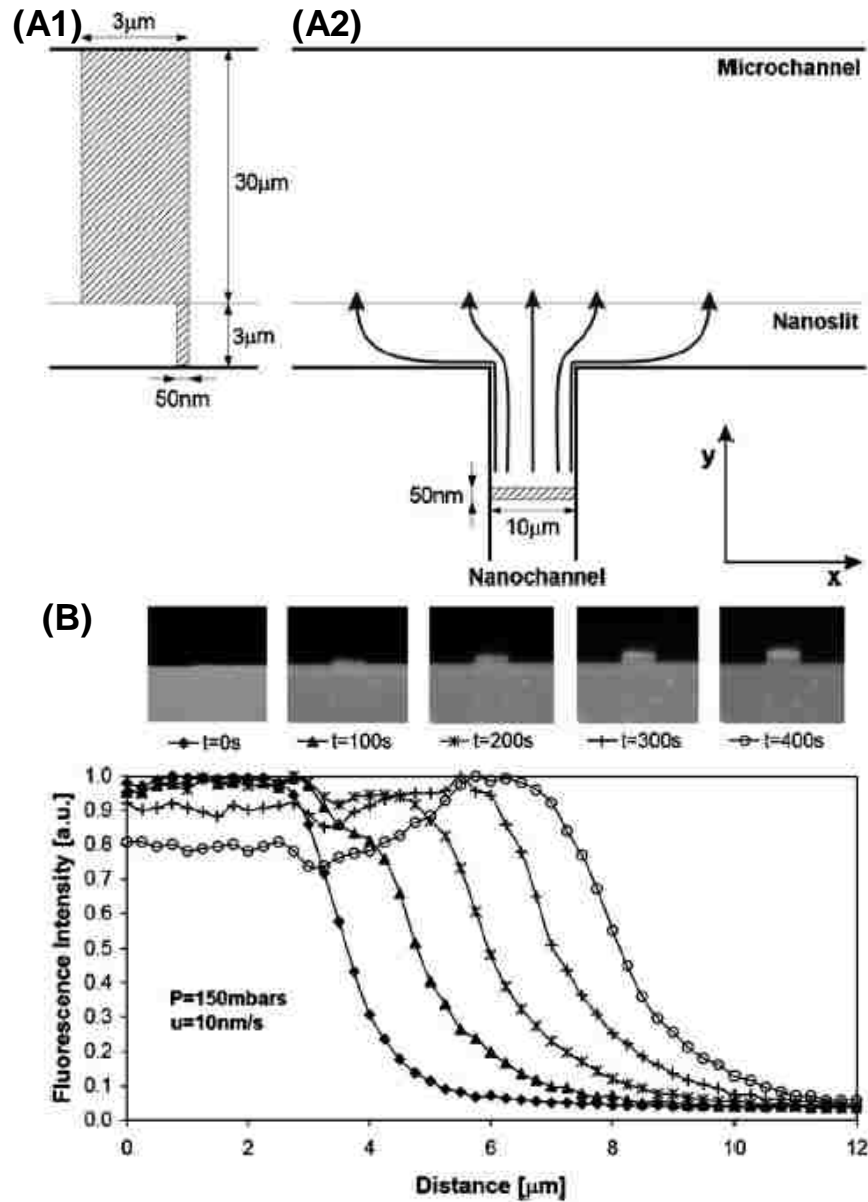 (A1)
(A2)
3μm
Microchannel
30μm
Nanoslit
3μm
50nm
50nm
10μm
Nanochannel
y
x
(B)
t=0s t=100s t=200s t=300s t=400s
Fluorescence Intensity [a.u.]
1.0
0.9
0.8
0.7
0.6
0.5
0.4
0.3
0.2
0.1
0.0
P=150mbars
u=10nm/s
0 2 4 6 8 10 12
Distance [μm]